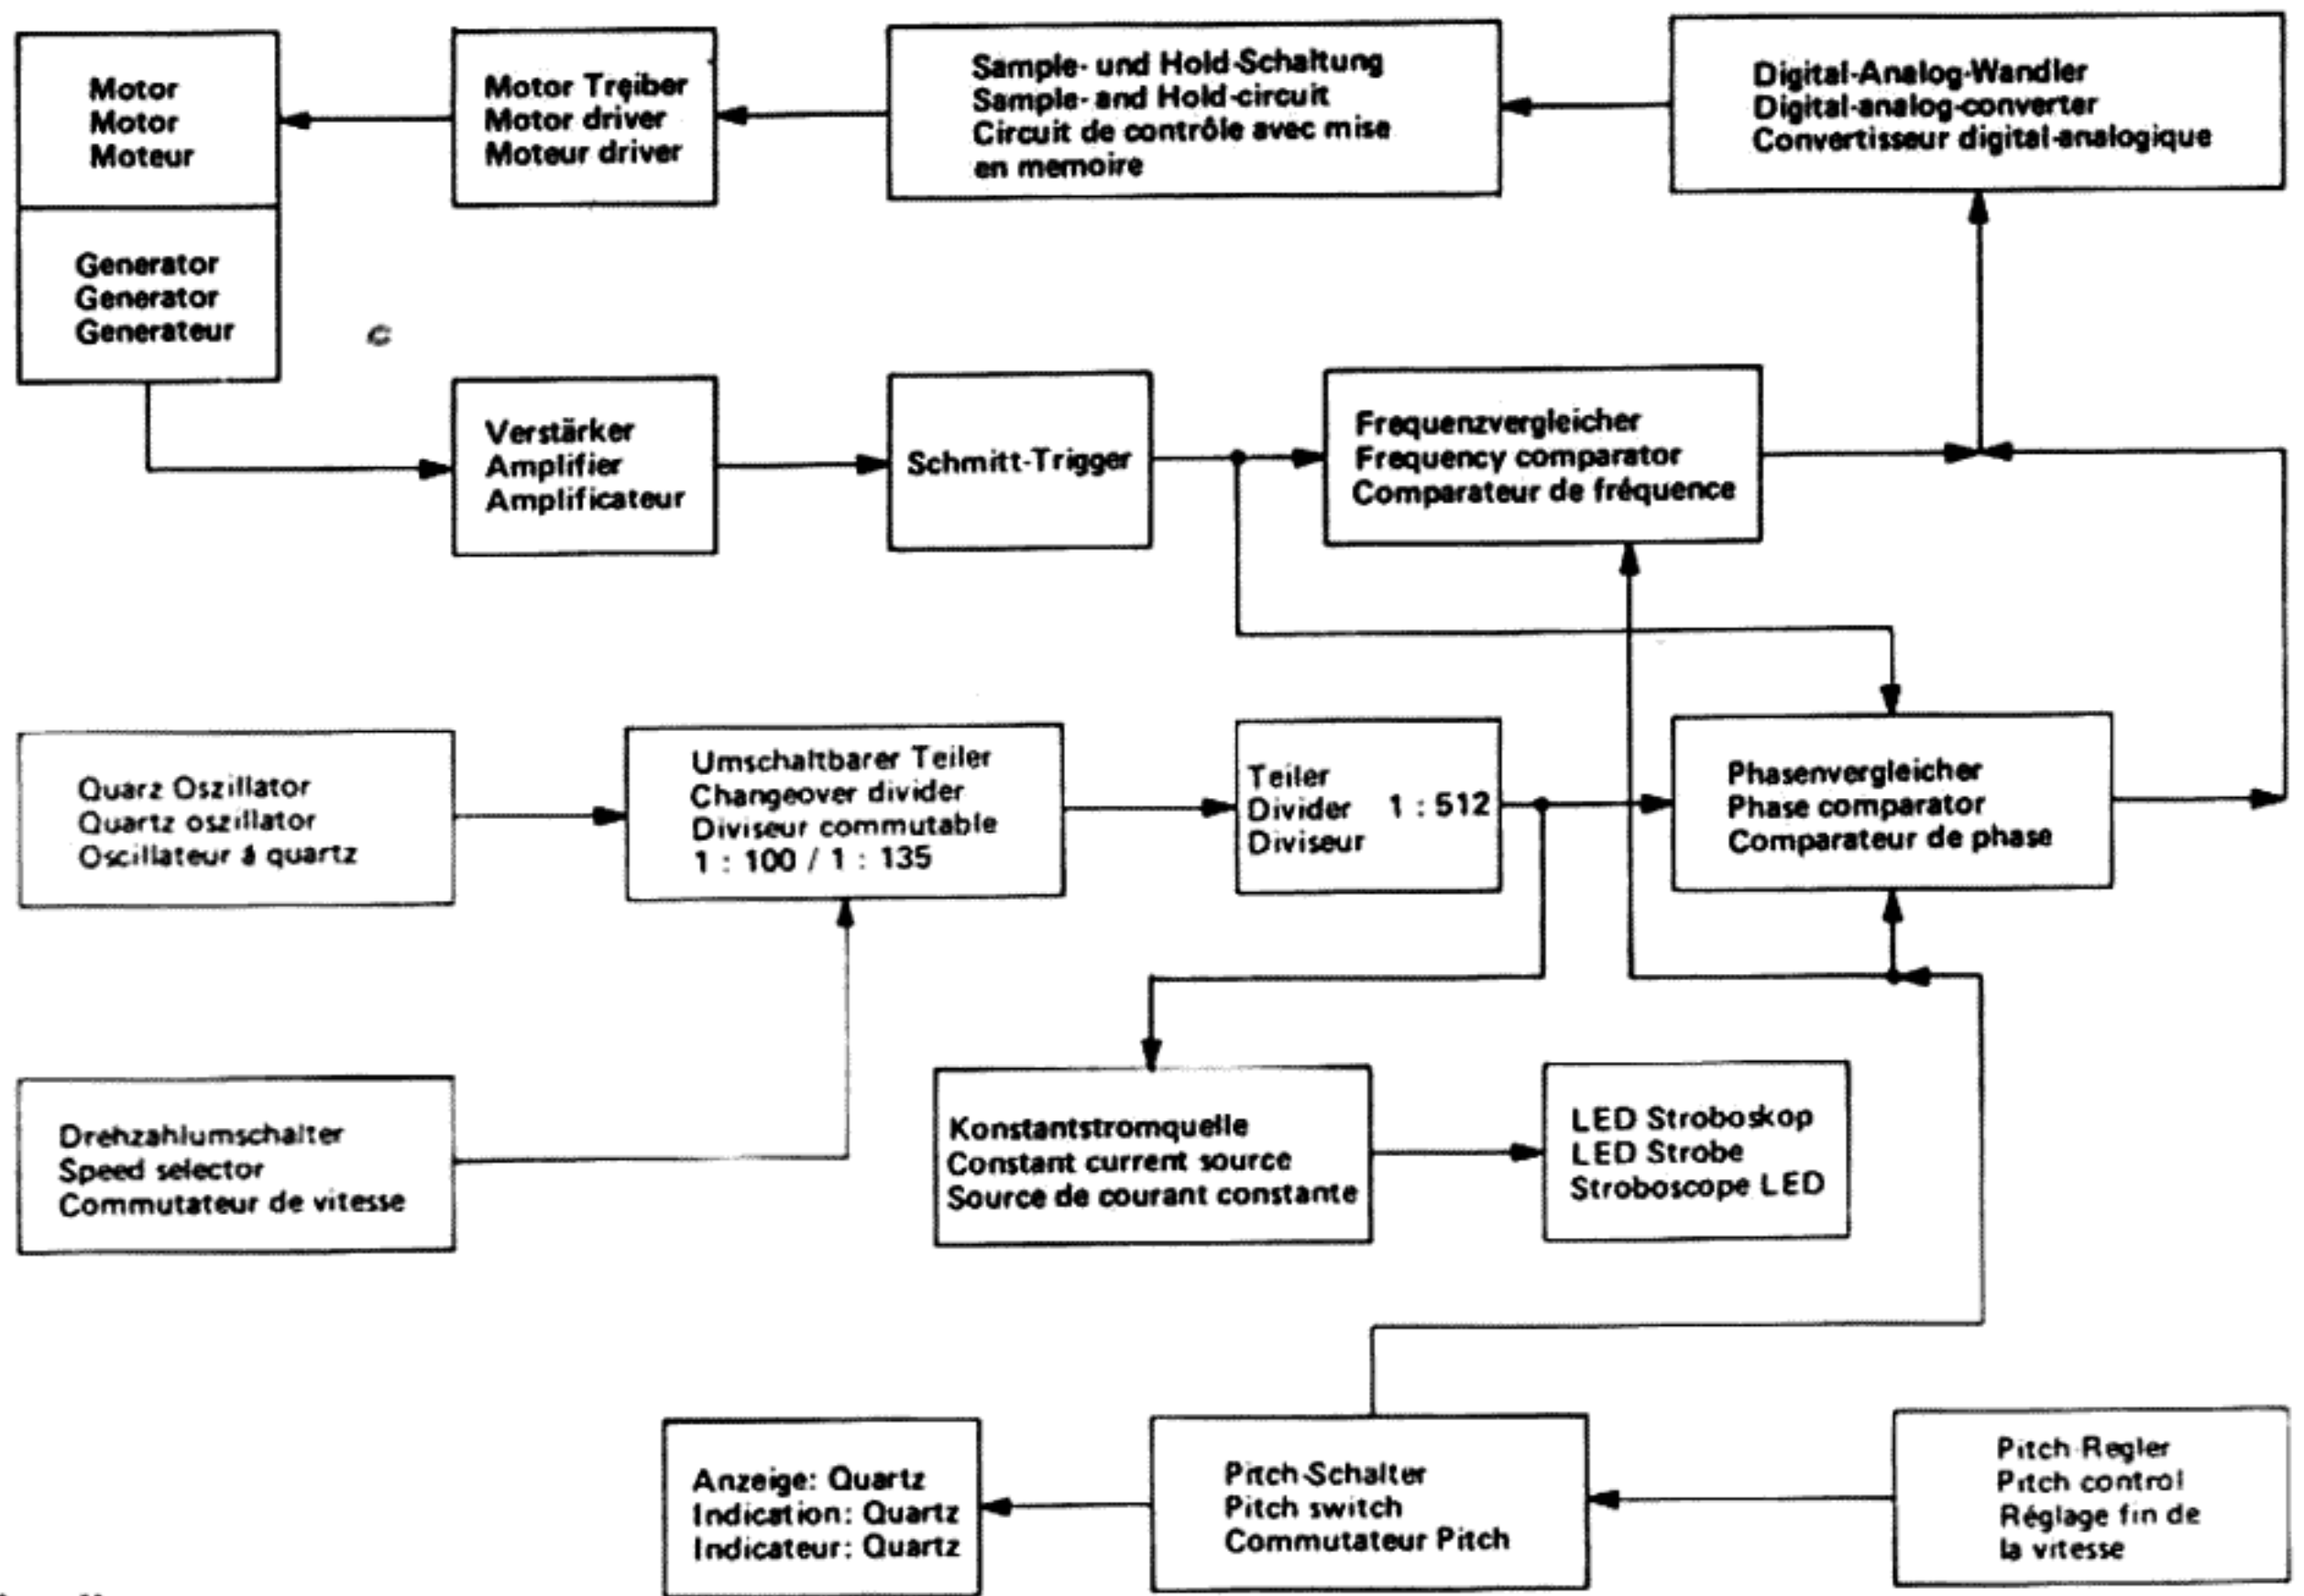 Motor
Motor
Moteur
Motor Treiber
Motor driver
Moteur driver
Sample- und Hold-Schaltung
Sample- and Hold-circuit
Circuit de contrôle avec mise
en memoire
Digital-Analog-Wandler
Digital-analog-converter
Convertisseur digital-analogique
Generator
Generator
Generateur
Verstärker
Amplifier
Amplificateur
Schmitt-Trigger
Frequenzvergleicher
Frequency comparator
Comparateur de fréquence
Quarz Oszillator
Quartz oszillator
Oscillateur á quartz
Umschaltbarer Teiler
Changeover divider
Diviseur commutable
1 : 100 / 1 : 135
Teiler
Divider 1 : 512
Diviseur
Phasenvergleicher
Phase comparator
Comparateur de phase
Drehzahlumschalter
Speed selector
Commutateur de vitesse
Konstantstromquelle
Constant current source
Source de courant constante
LED Stroboskop
LED Strobe
Stroboscope LED
Anzeige: Quartz
Indication: Quartz
Indicateur: Quartz
Pitch-Schalter
Pitch switch
Commutateur Pitch
Pitch-Regler
Pitch control
Réglage fin de
la vitesse